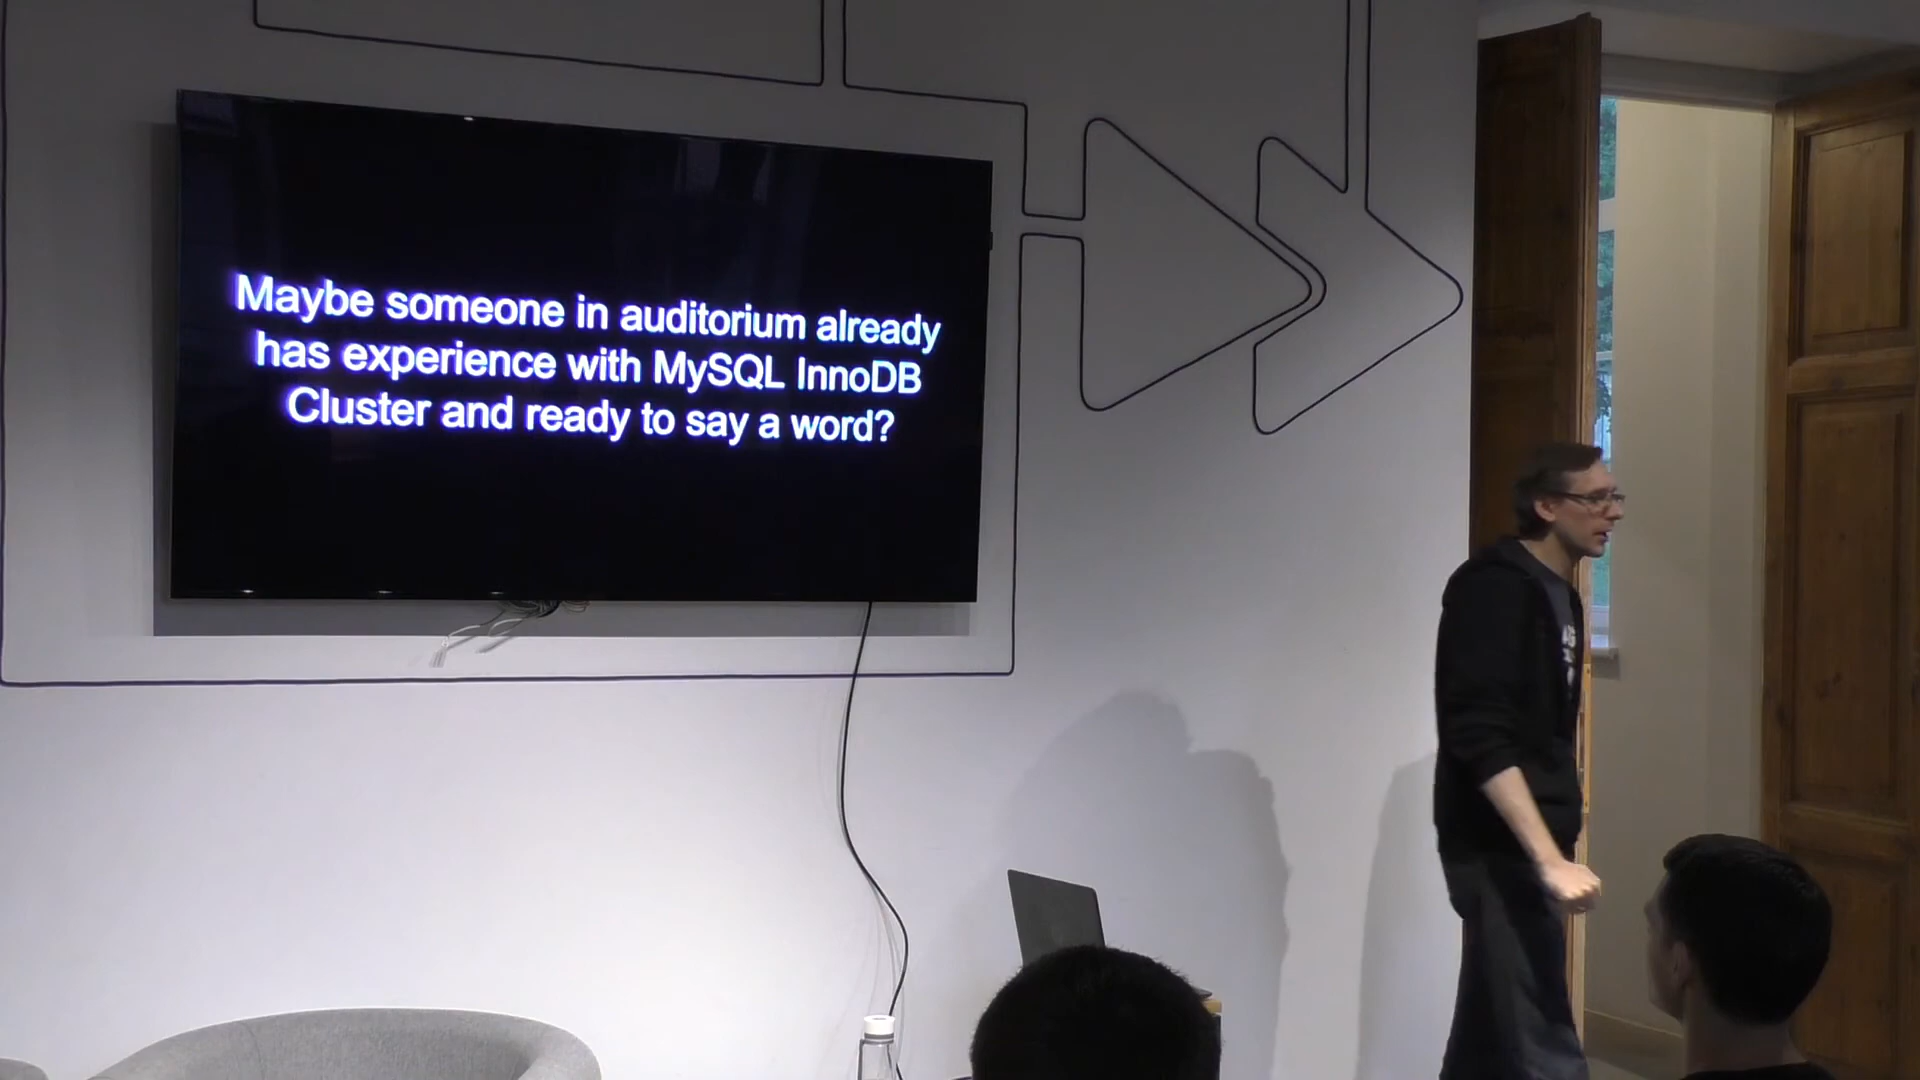 Maybe someone in auditorium already
has experience with MySQL InnoDB
Cluster and ready to say a word?